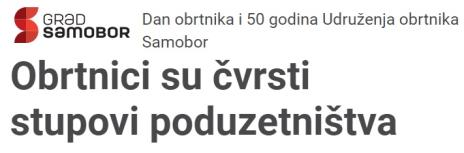 GRAD
SAMOBOR
Dan obrtnika i 50 godina Udruženja obrtnika
Samobor
Obrtnici su čvrsti
stupovi poduzetništva